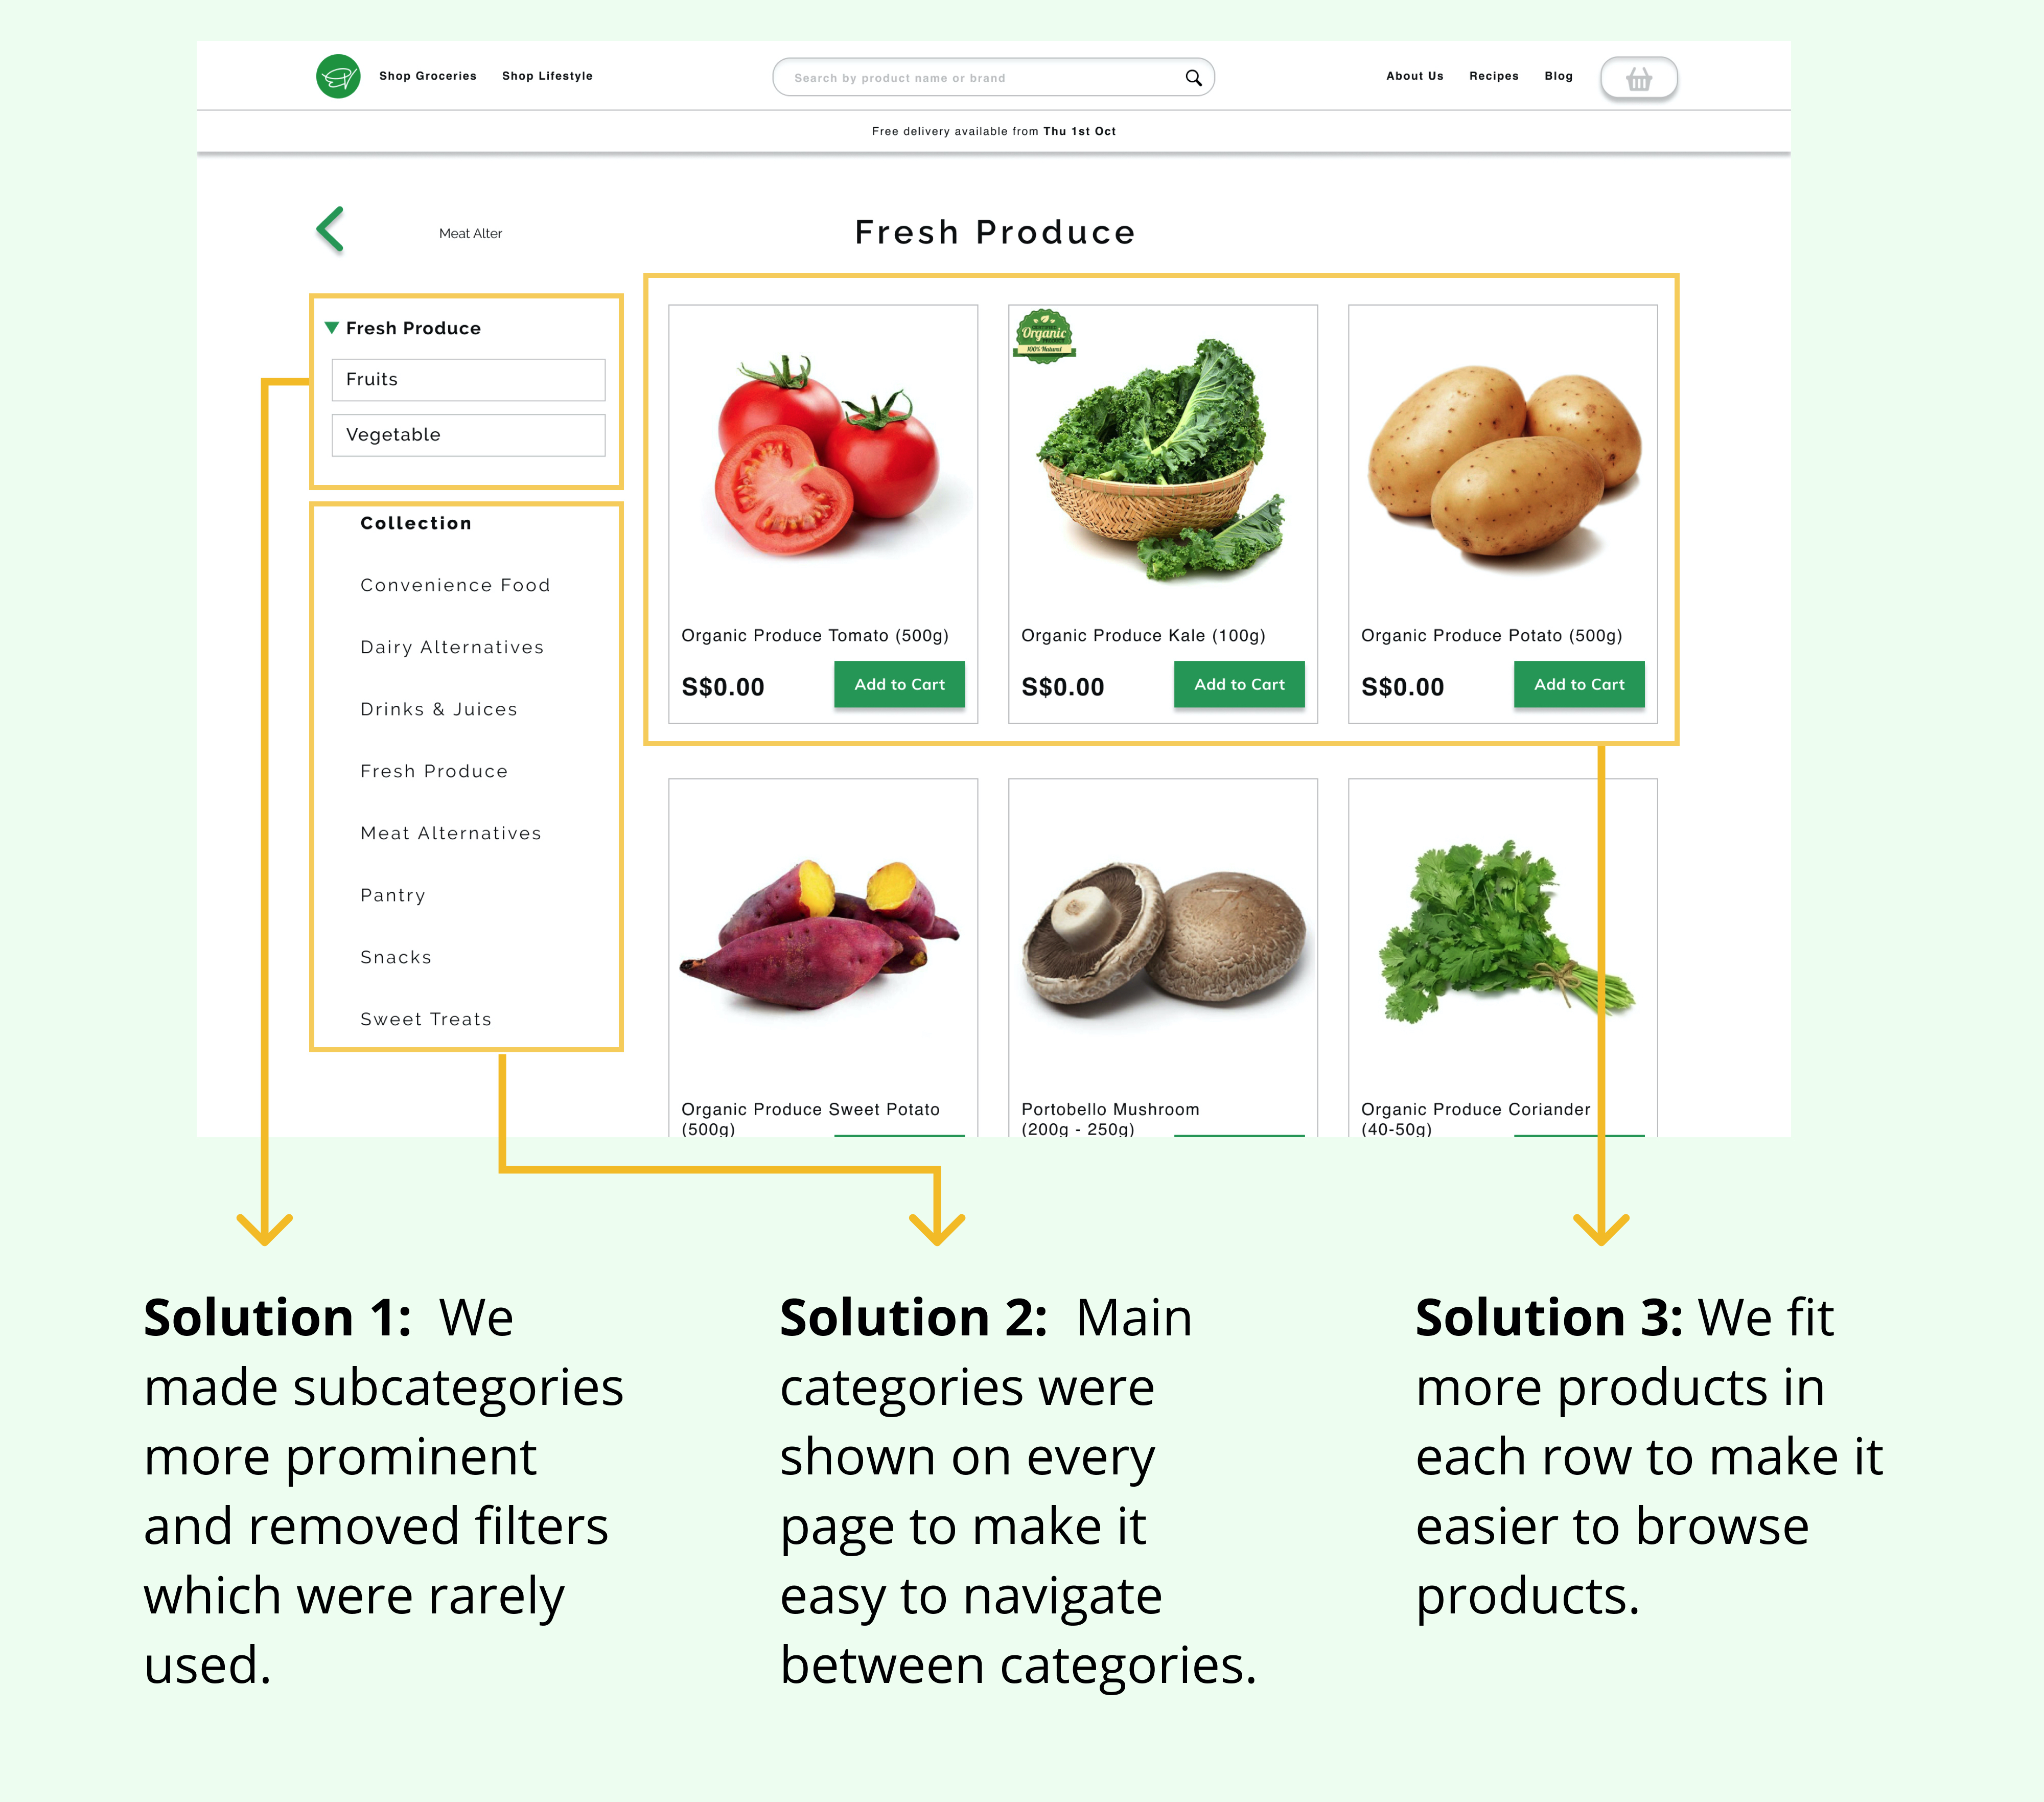 Shop Groceries
Shop Lifestyle
Search by product name or brand
About Us
Recipes
Blog
Free delivery available from Thu 1st Oct
Meat Alter
Fresh Produce
Fresh Produce
Fruits
Vegetable
Collection
Convenience Food
Dairy Alternatives
Drinks & Juices
Fresh Produce
Meat Alternatives
Pantry
Snacks
Sweet Treats
Organic Produce Tomato (500g)
S$0.00
Add to Cart
Organic
100% Natural
Organic Produce Kale (100g)
S$0.00
Add to Cart
Organic Produce Potato (500g)
S$0.00
Add to Cart
Organic Produce Sweet Potato
(500g)
Portobello Mushroom
(200g - 250g)
Organic Produce Coriander
(40-50g)
Solution 1: We
made subcategories
more prominent
and removed filters
which were rarely
used.
Solution 2: Main
categories were
shown on every
page to make it
easy to navigate
between categories.
Solution 3: We fit
more products in
each row to make it
easier to browse
products.